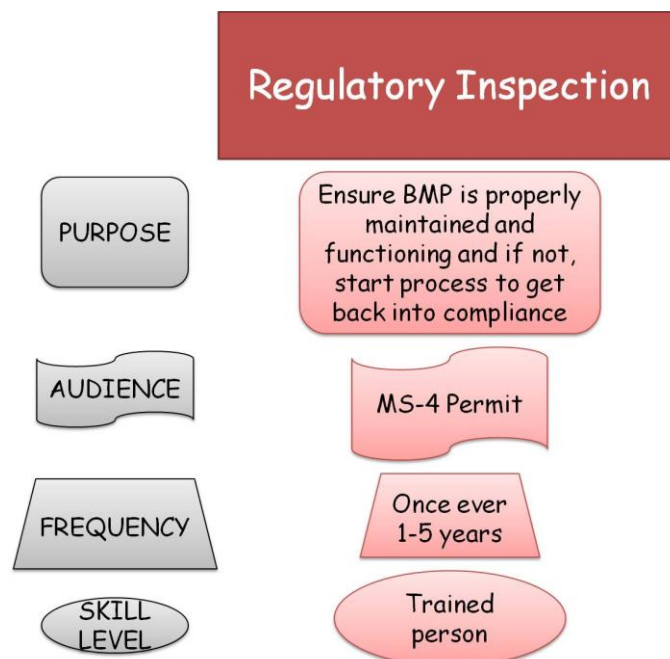 Regulatory Inspection
PURPOSE
Ensure BMP is properly
maintained and
functioning and if not,
start process to get
back into compliance
AUDIENCE
MS-4 Permit
FREQUENCY
Once ever
1-5 years
SKILL
LEVEL
Trained
person